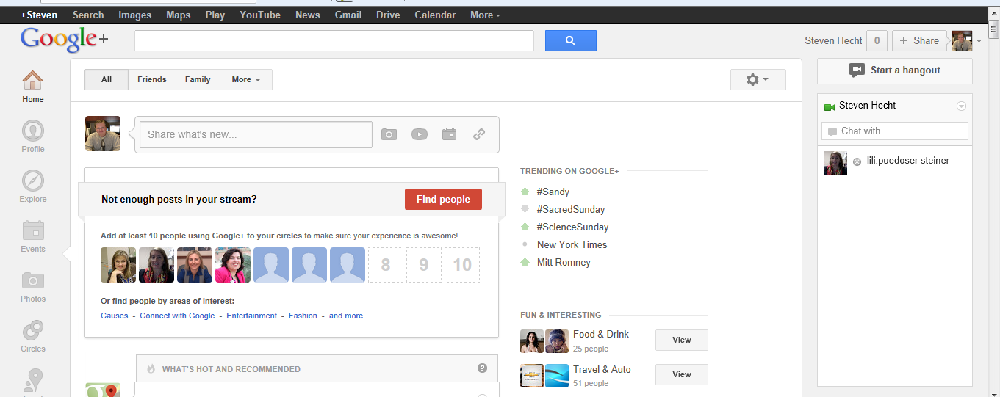 +Steven Search Images Maps Play YouTube News Gmail Drive Calendar More
Google+
Steven Hecht 0 + Share
Home
Profile
Explore
Events
Photos
Circles
All Friends Family More
Share what's new...
Not enough posts in your stream? Find people
Add at least 10 people using Google+ to your circles to make sure your experience is awesome!
8 9 10
Or find people by areas of interest:
Causes - Connect with Google - Entertainment - Fashion - and more
WHAT'S HOT AND RECOMMENDED ?
TRENDING ON GOOGLE+
#Sandy
#SacredSunday
#ScienceSunday
New York Times
Mitt Romney
FUN & INTERESTING
Food & Drink
25 people
View
Travel & Auto
51 people
View
Start a hangout
Steven Hecht
Chat with...
lili.puedoser steiner